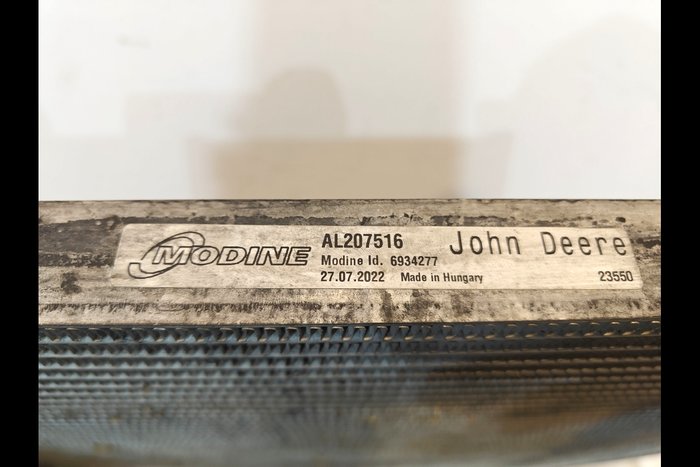 MODINE
AL207516
John Deere
Modine Id. 6934277
27.07.2022 Made in Hungary
23550